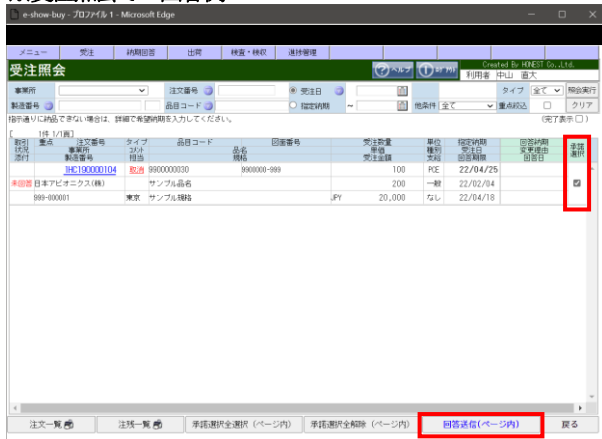 e-show-buy - プロファイル 1 - Microsoft Edge
メニュー 受注 納期回答 出荷 検査・検収 進捗管理
受注照会 ?ヘルプ Created By HONEST Co.,Ltd.
利用者 中山 直大
事業所 注文番号 受注日 タイプ 全て 照会実行
製造番号 品目コード 指定納期 ~ 他条件 全て 重点絞込 クリア
指示通りに納品できない場合は、詳細で希望納期を入力してください。 (完了表示 )
[ 1件 1/1頁]
取引 重点 注文番号 タイプ 品目コード 図面番号 受注数量 単位 指定納期 回答納期 承諾
状況 事業所 コメント 品名 単価 種別 受注日 変更理由 選択
添付 製造番号 担当 規格 受注金額 支給 回答期限 回答日
THC190000104 取消 9900000030 9900000-999 100 PCE 22/04/25
未回答 日本アビオニクス(株) サンプル品名 200 一般 22/02/04
999-000001 東京 サンプル規格 JPY 20,000 なし 22/04/18
注文一覧 注残一覧 承諾選択全選択 (ページ内) 承諾選択全解除 (ページ内) 回答送信(ページ内) 戻る